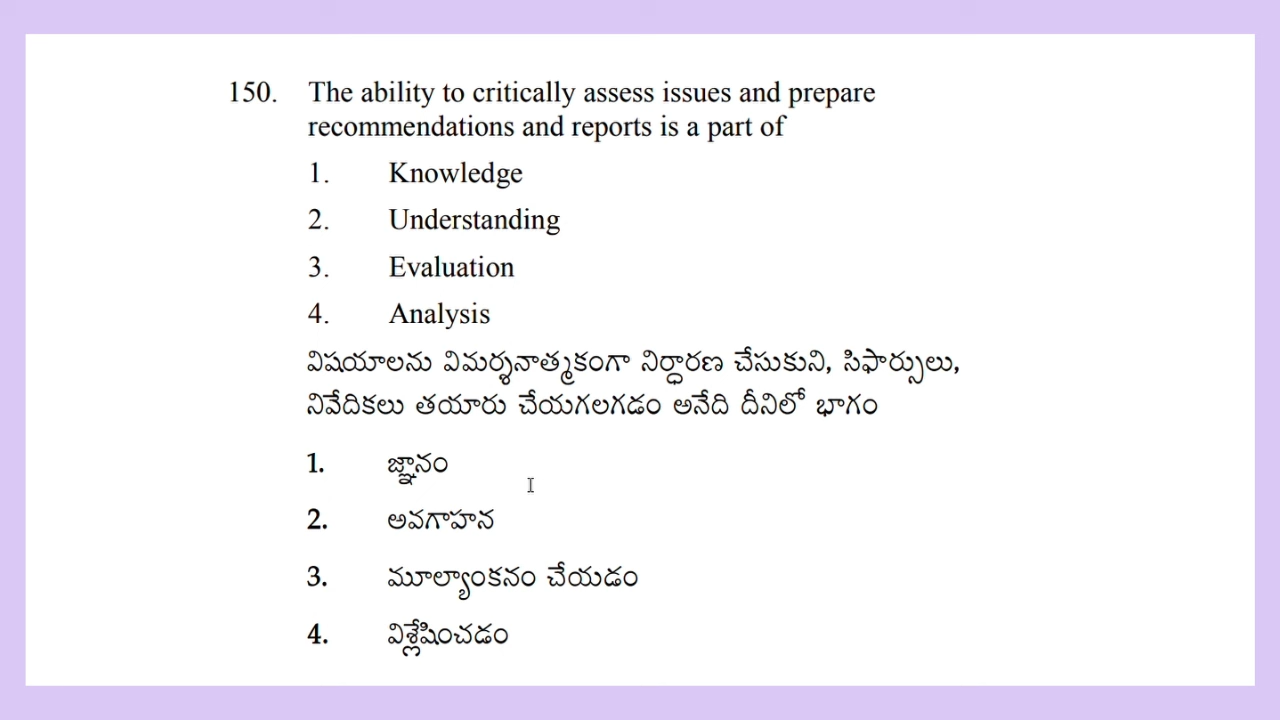 150. The ability to critically assess issues and prepare
recommendations and reports is a part of
1. Knowledge
2. Understanding
3. Evaluation
4. Analysis
విషయాలను విమర్శనాత్మకంగా నిర్ధారణ చేసుకుని, సిఫార్సులు,
నివేదికలు తయారు చేయగలగడం అనేది దీనిలో భాగం
1. జ్ఞానం
2. అవగాహన
3. మూల్యాంకనం చేయడం
4. విశ్లేషించడం